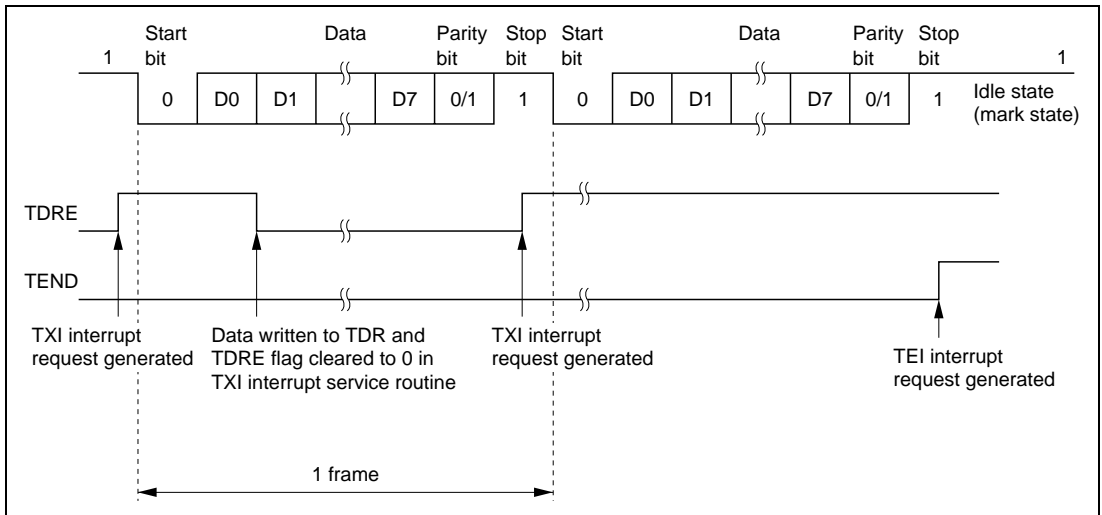 Start bit
Data
Parity bit
Stop bit
Start bit
Data
Parity bit
Stop bit
1
1
0
D0
D1
D7
0/1
1
0
D0
D1
D7
0/1
1
Idle state
(mark state)
TDRE
TEND
TXI interrupt
request generated
Data written to TDR and
TDRE flag cleared to 0 in
TXI interrupt service routine
TXI interrupt
request generated
TEI interrupt
request generated
1 frame